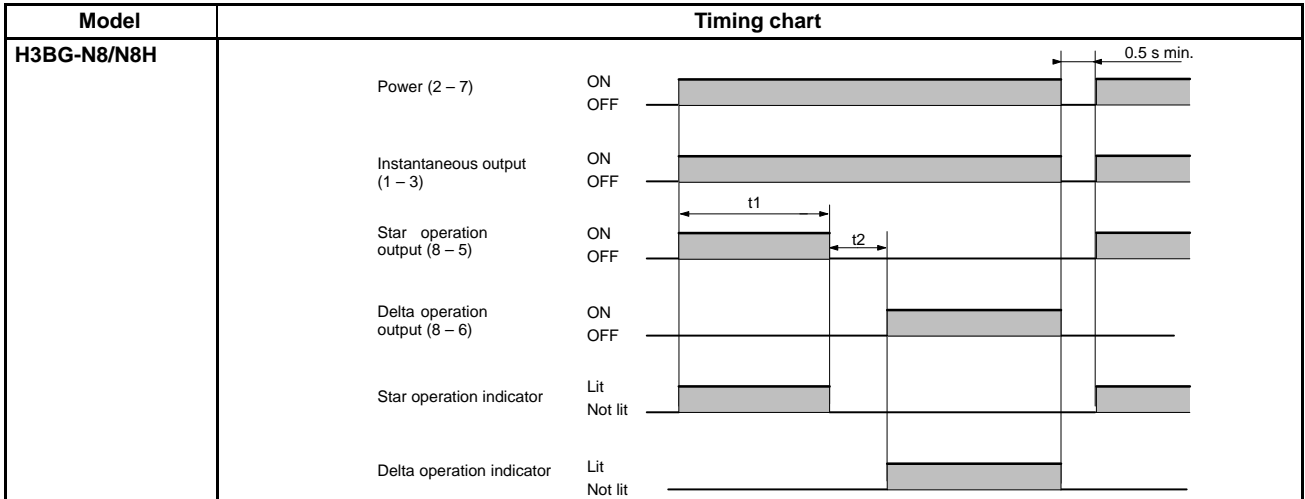 Model
Timing chart
H3BG-N8/N8H
0.5 s min.
Power (2 – 7)
ON
OFF
Instantaneous output
(1 – 3)
ON
OFF
t1
Star operation
output (8 – 5)
ON
OFF
t2
Delta operation
output (8 – 6)
ON
OFF
Star operation indicator
Lit
Not lit
Delta operation indicator
Lit
Not lit